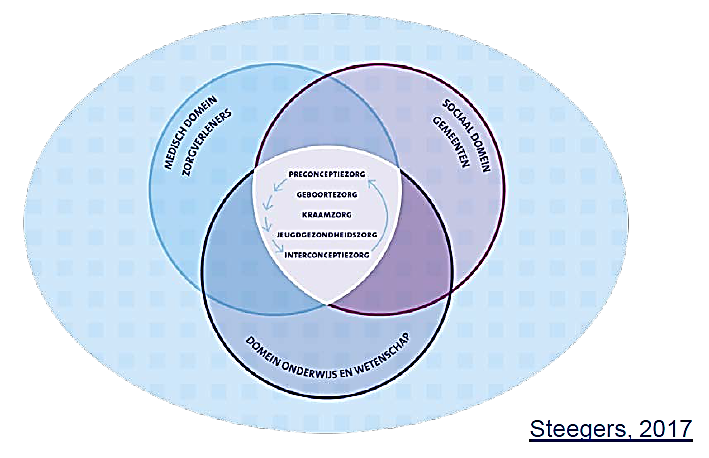 MEDISCH DOMEIN
ZORGVERLENERS
SOCIAAL DOMEIN
GEMEENTEN
PRECONCEPTIEZORG
GEBOORTEZORG
KRAAMZORG
JEUGDGEZONDHEIDSZORG
INTERCONCEPTIEZORG
DOMEIN ONDERWIJS EN WETENSCHAP
Steegers, 2017